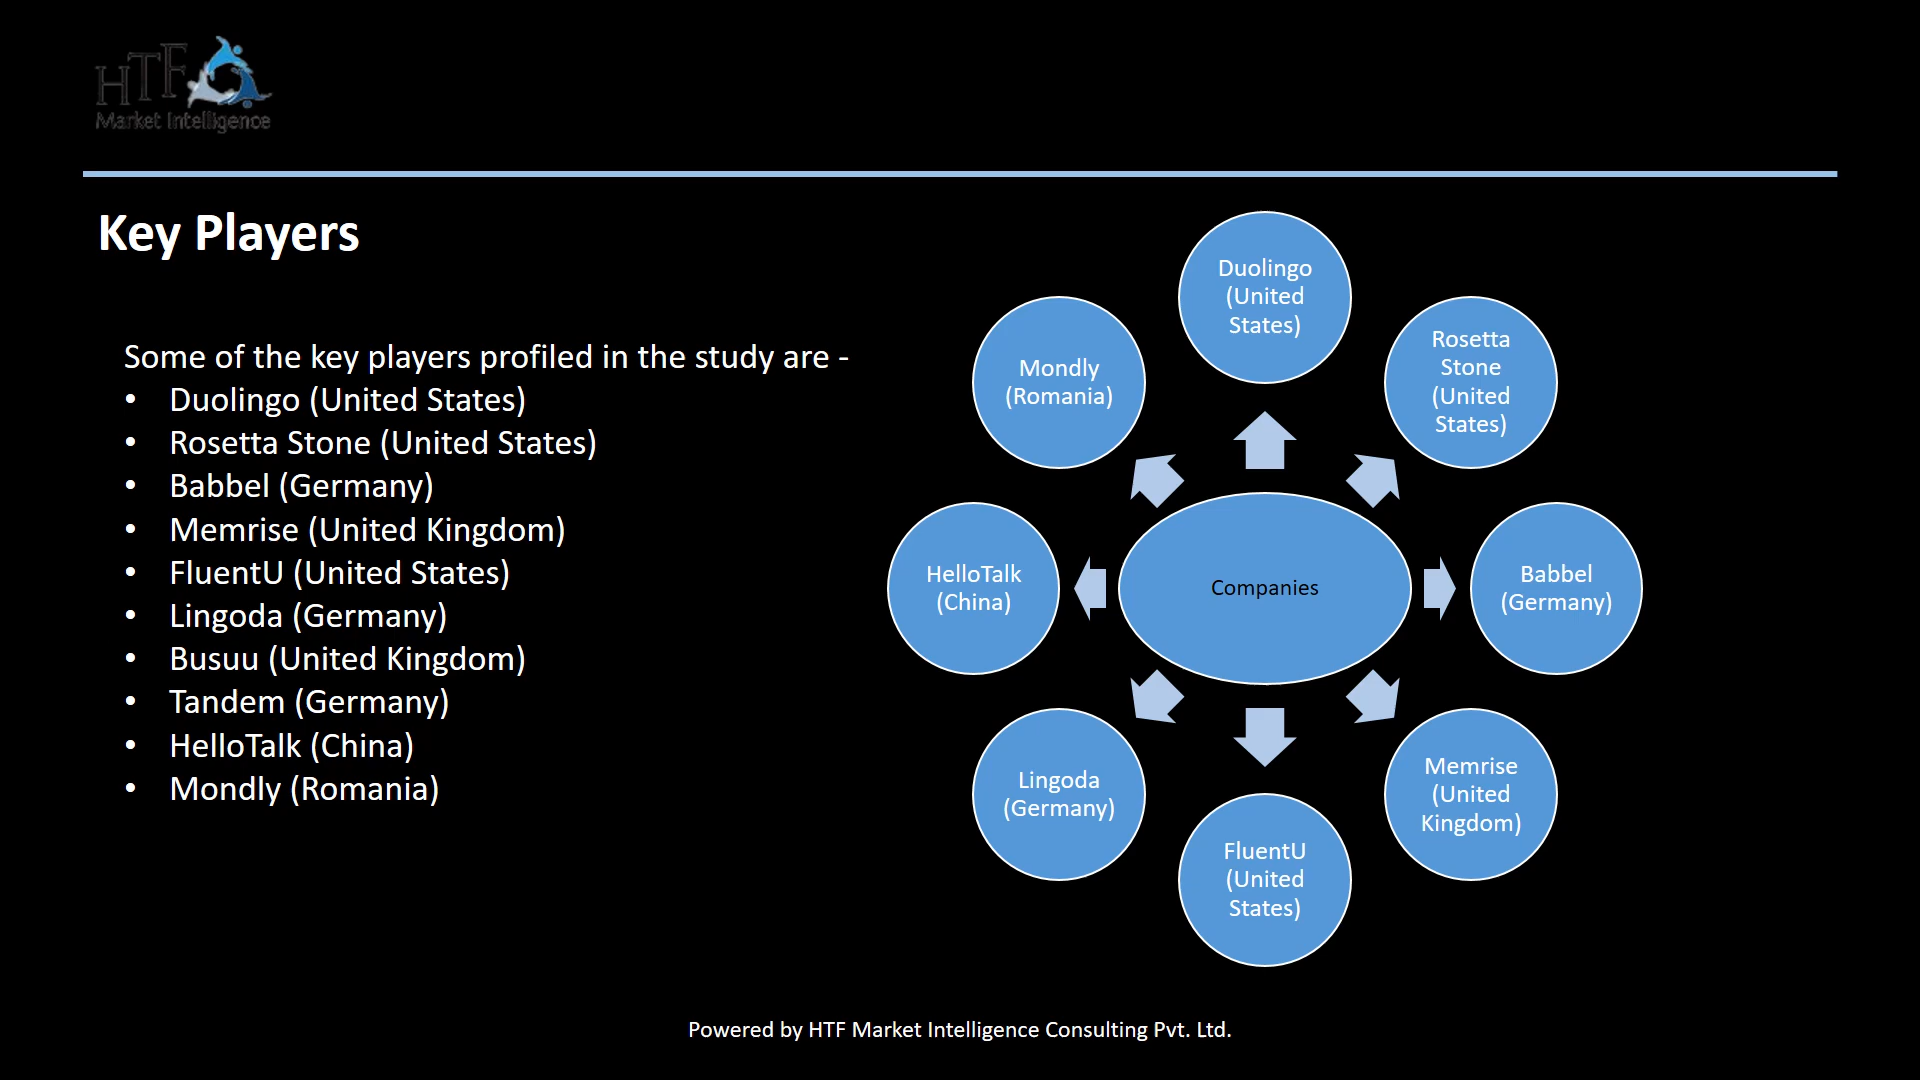 HTF
Market Intelligence
Key Players
Some of the key players profiled in the study are -
• Duolingo (United States)
• Rosetta Stone (United States)
• Babbel (Germany)
• Memrise (United Kingdom)
• FluentU (United States)
• Lingoda (Germany)
• Busuu (United Kingdom)
• Tandem (Germany)
• HelloTalk (China)
• Mondly (Romania)
Duolingo
(United
States)
Rosetta
Stone
(United
States)
Babbel
(Germany)
Memrise
(United
Kingdom)
FluentU
(United
States)
Lingoda
(Germany)
HelloTalk
(China)
Mondly
(Romania)
Companies
Powered by HTF Market Intelligence Consulting Pvt. Ltd.